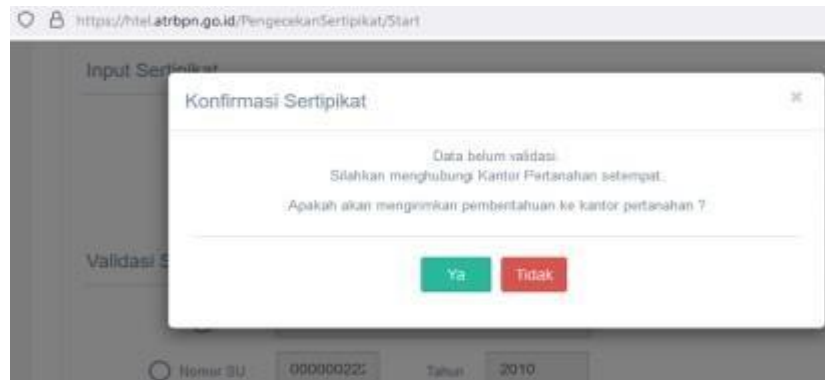 https://htel.atrbpn.go.id/PengecekanSertipikat/Start
Input Sertipikat
Konfirmasi Sertipikat
×
Data belum validasi.
Silahkan menghubungi Kantor Pertanahan setempat.
Apakah akan mengirimkan pemberitahuan ke kantor pertanahan ?
Validasi S
Ya Tidak
Nomor SU 000000222 Tahun 2010